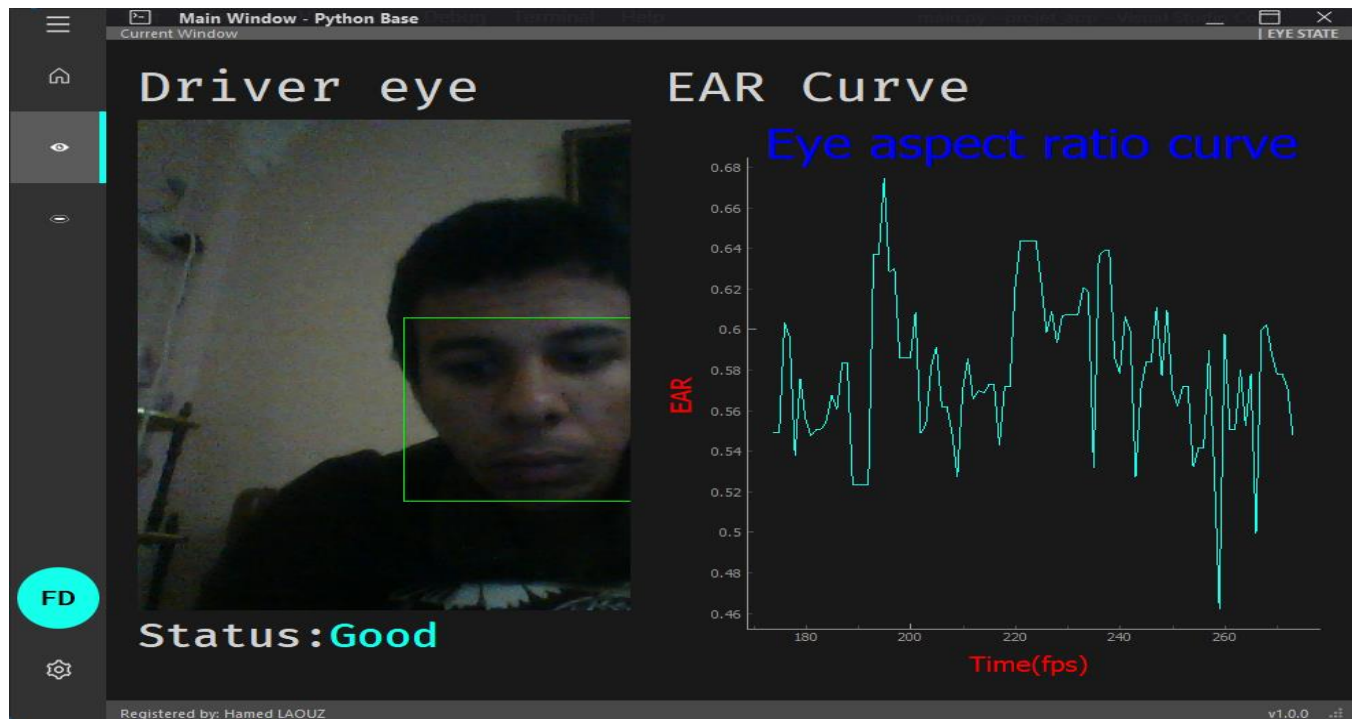 Main Window - Python Base
Current Window
| EYE STATE
Driver eye
EAR Curve
Eye aspect ratio curve
0.68
0.66
0.64
0.62
0.6
0.58
0.56
0.54
0.52
0.5
0.48
0.46
EAR
180
200
220
240
260
Time(fps)
FD
Status:Good
Registered by: Hamed LAOUZ
v1.0.0